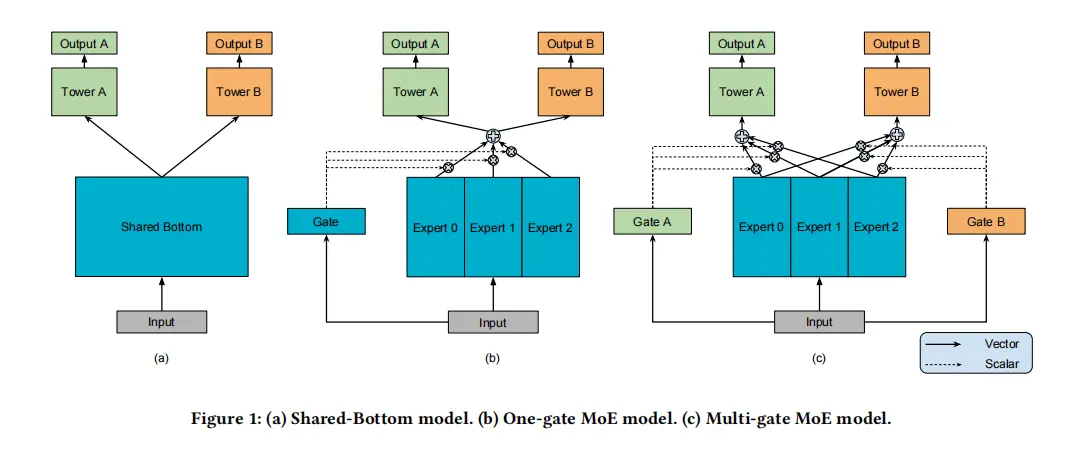 Output A
Output B
Tower A
Tower B
Shared Bottom
Input
(a)
Output A
Output B
Tower A
Tower B
Gate
Expert 0
Expert 1
Expert 2
Input
(b)
Output A
Output B
Tower A
Tower B
Gate A
Expert 0
Expert 1
Expert 2
Gate B
Input
(c)
Vector
Scalar
Figure 1: (a) Shared-Bottom model. (b) One-gate MoE model. (c) Multi-gate MoE model.